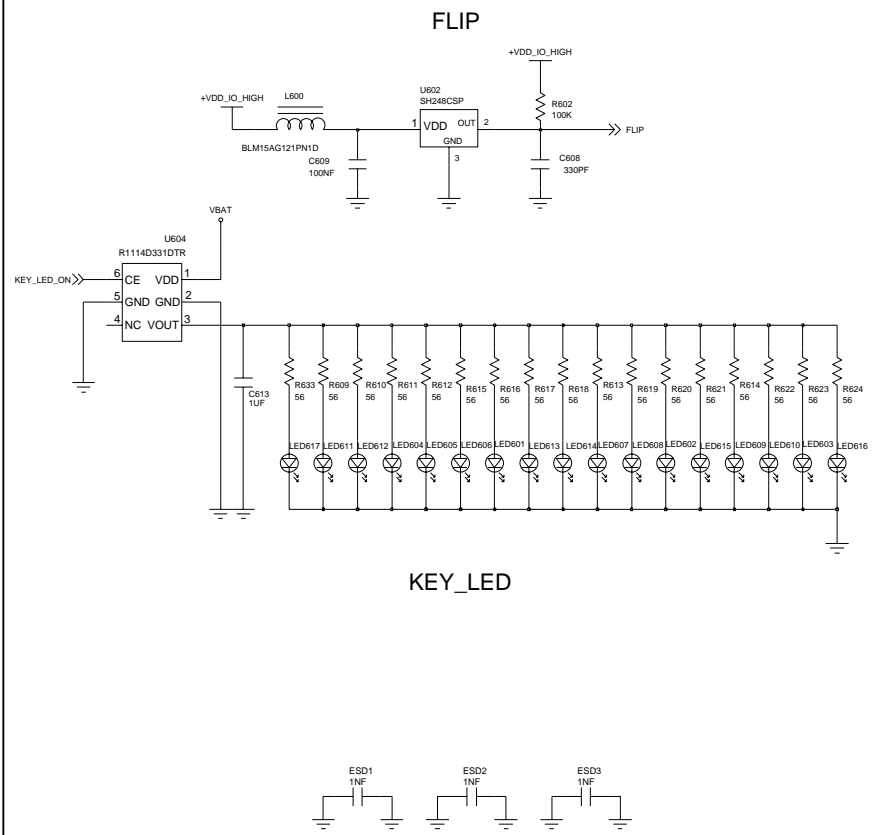 FLIP
+VDD_IO_HIGH
+VDD_IO_HIGH
L600
BLM15AG121PN1D
C609
100NF
U602
SH248CSP
1
VDD
OUT
2
GND
3
R602
100K
FLIP
C608
330PF
VBAT
U604
R1114D331DTR
KEY_LED_ON
6
CE
VDD
1
5
GND
GND
2
4
NC
VOUT
3
C613
1UF
R633
56
R609
56
R610
56
R611
56
R612
56
R615
56
R616
56
R617
56
R618
56
R613
56
R619
56
R620
56
R621
56
R614
56
R622
56
R623
56
R624
56
LED617
LED611
LED612
LED604
LED605
LED606
LED601
LED613
LED614
LED607
LED608
LED602
LED615
LED609
LED610
LED603
LED616
KEY_LED
ESD1
1NF
ESD2
1NF
ESD3
1NF